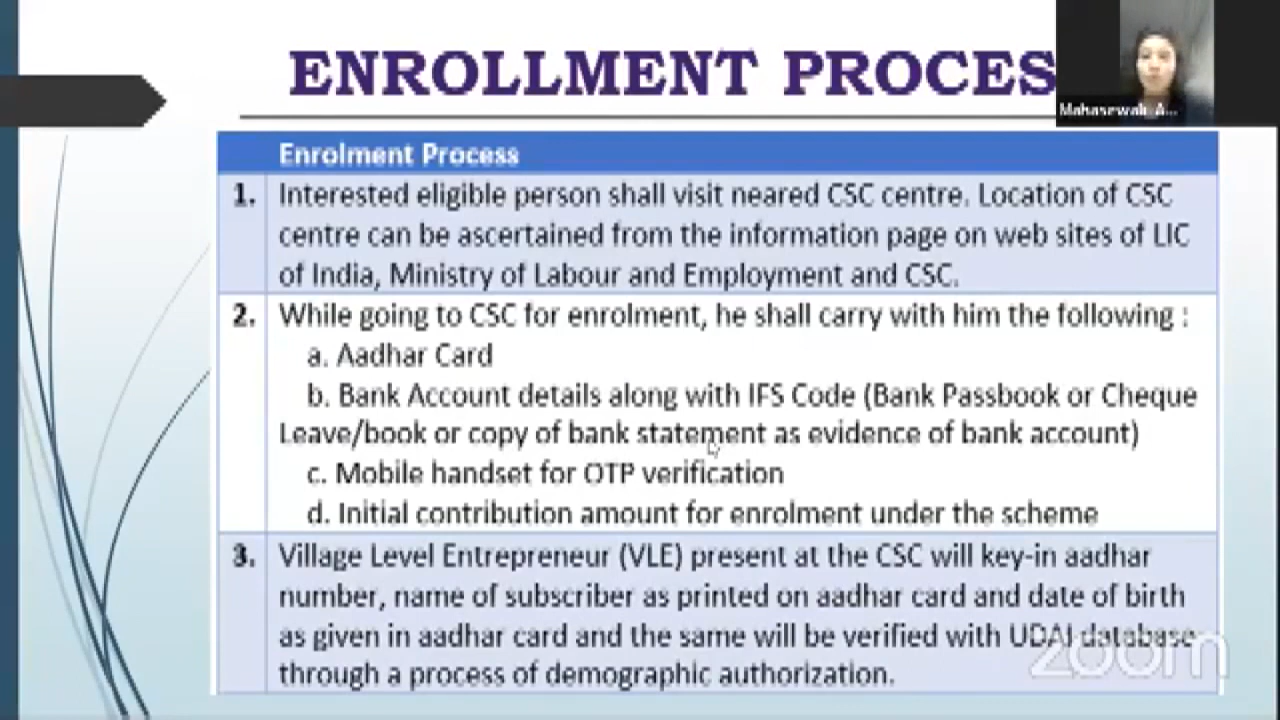 ENROLLMENT PROCES
Mahasewak A...
Enrolment Process
1. Interested eligible person shall visit neared CSC centre. Location of CSC
centre can be ascertained from the information page on web sites of LIC
of India, Ministry of Labour and Employment and CSC.
2. While going to CSC for enrolment, he shall carry with him the following :
a. Aadhar Card
b. Bank Account details along with IFS Code (Bank Passbook or Cheque
Leave/book or copy of bank statement as evidence of bank account)
c. Mobile handset for OTP verification
d. Initial contribution amount for enrolment under the scheme
3. Village Level Entrepreneur (VLE) present at the CSC will key-in aadhar
number, name of subscriber as printed on aadhar card and date of birth
as given in aadhar card and the same will be verified with UDAI database
through a process of demographic authorization.
zoom